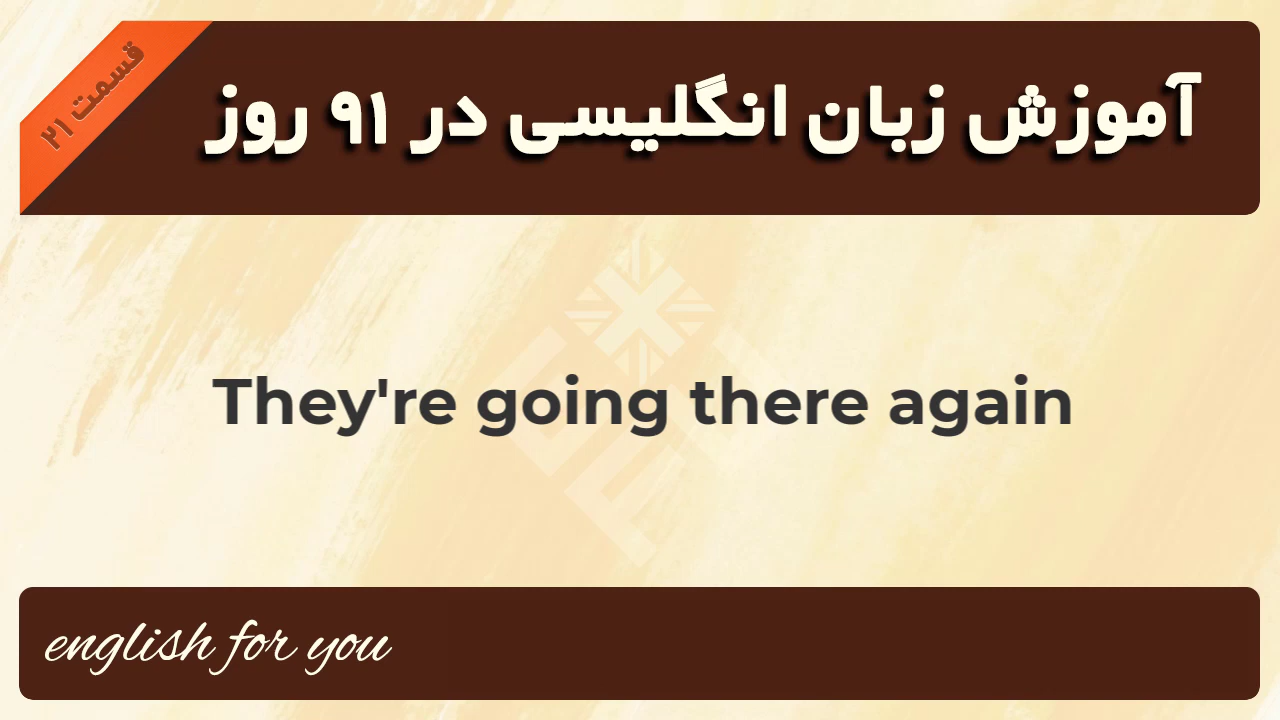 قسمت ۲۱
آموزش زبان انگلیسی در ۹۱ روز
They're going there again
english for you